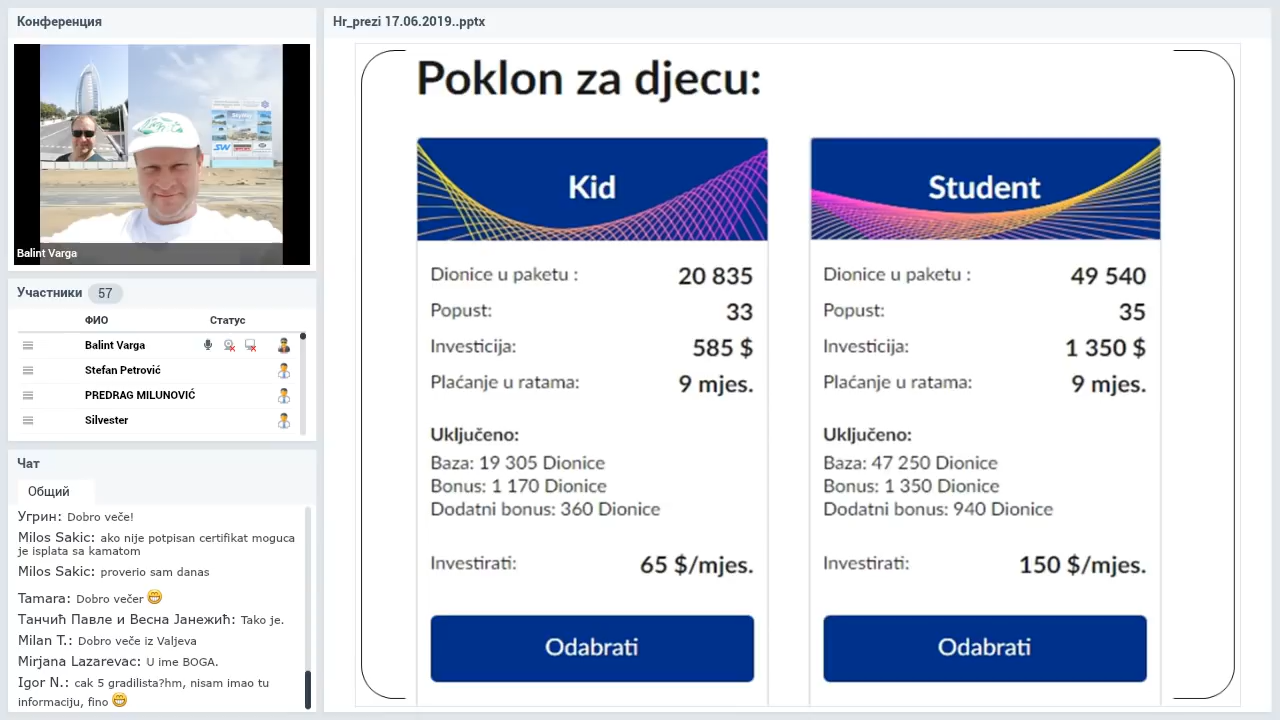 Конференция
Balint Varga
Участники 57
ФИО Статус
Balint Varga
Stefan Petrović
PREDRAG MILUNOVIĆ
Silvester
Чат
Общий
Угрин: Dobro veče!
Milos Sakic: ako nije potpisan certifikat moguca
je isplata sa kamatom
Milos Sakic: proverio sam danas
Tamara: Dobro večer
Танчић Павле и Весна Јанежић: Tako je.
Milan T.: Dobro veče iz Valjeva
Mirjana Lazarevac: U ime BOGA.
Igor N.: cak 5 gradilista?hm, nisam imao tu
informaciju, fino
Hr_prezi 17.06.2019..pptx
Poklon za djecu:
Kid
Dionice u paketu : 20 835
Popust: 33
Investicija: 585 $
Plaćanje u ratama: 9 mjes.
Uključeno:
Baza: 19 305 Dionice
Bonus: 1 170 Dionice
Dodatni bonus: 360 Dionice
Investirati: 65 $/mjes.
Odabrati
Student
Dionice u paketu : 49 540
Popust: 35
Investicija: 1 350 $
Plaćanje u ratama: 9 mjes.
Uključeno:
Baza: 47 250 Dionice
Bonus: 1 350 Dionice
Dodatni bonus: 940 Dionice
Investirati: 150 $/mjes.
Odabrati